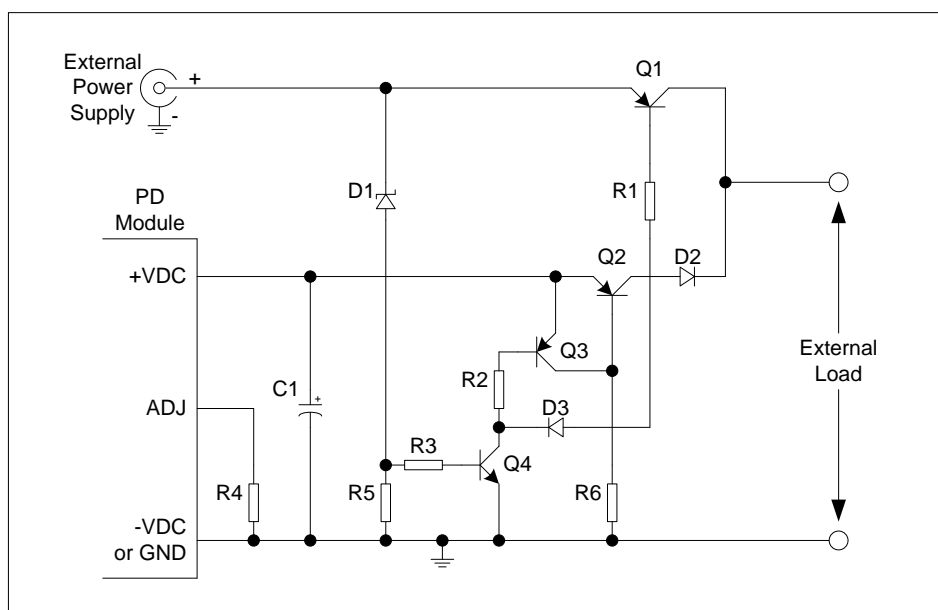 External
Power
Supply
+
-
Q1
D1
R1
PD
Module
+VDC
Q2
D2
Q3
R2
External
Load
C1
ADJ
D3
R3
Q4
R4
R5
R6
-VDC
or GND
+